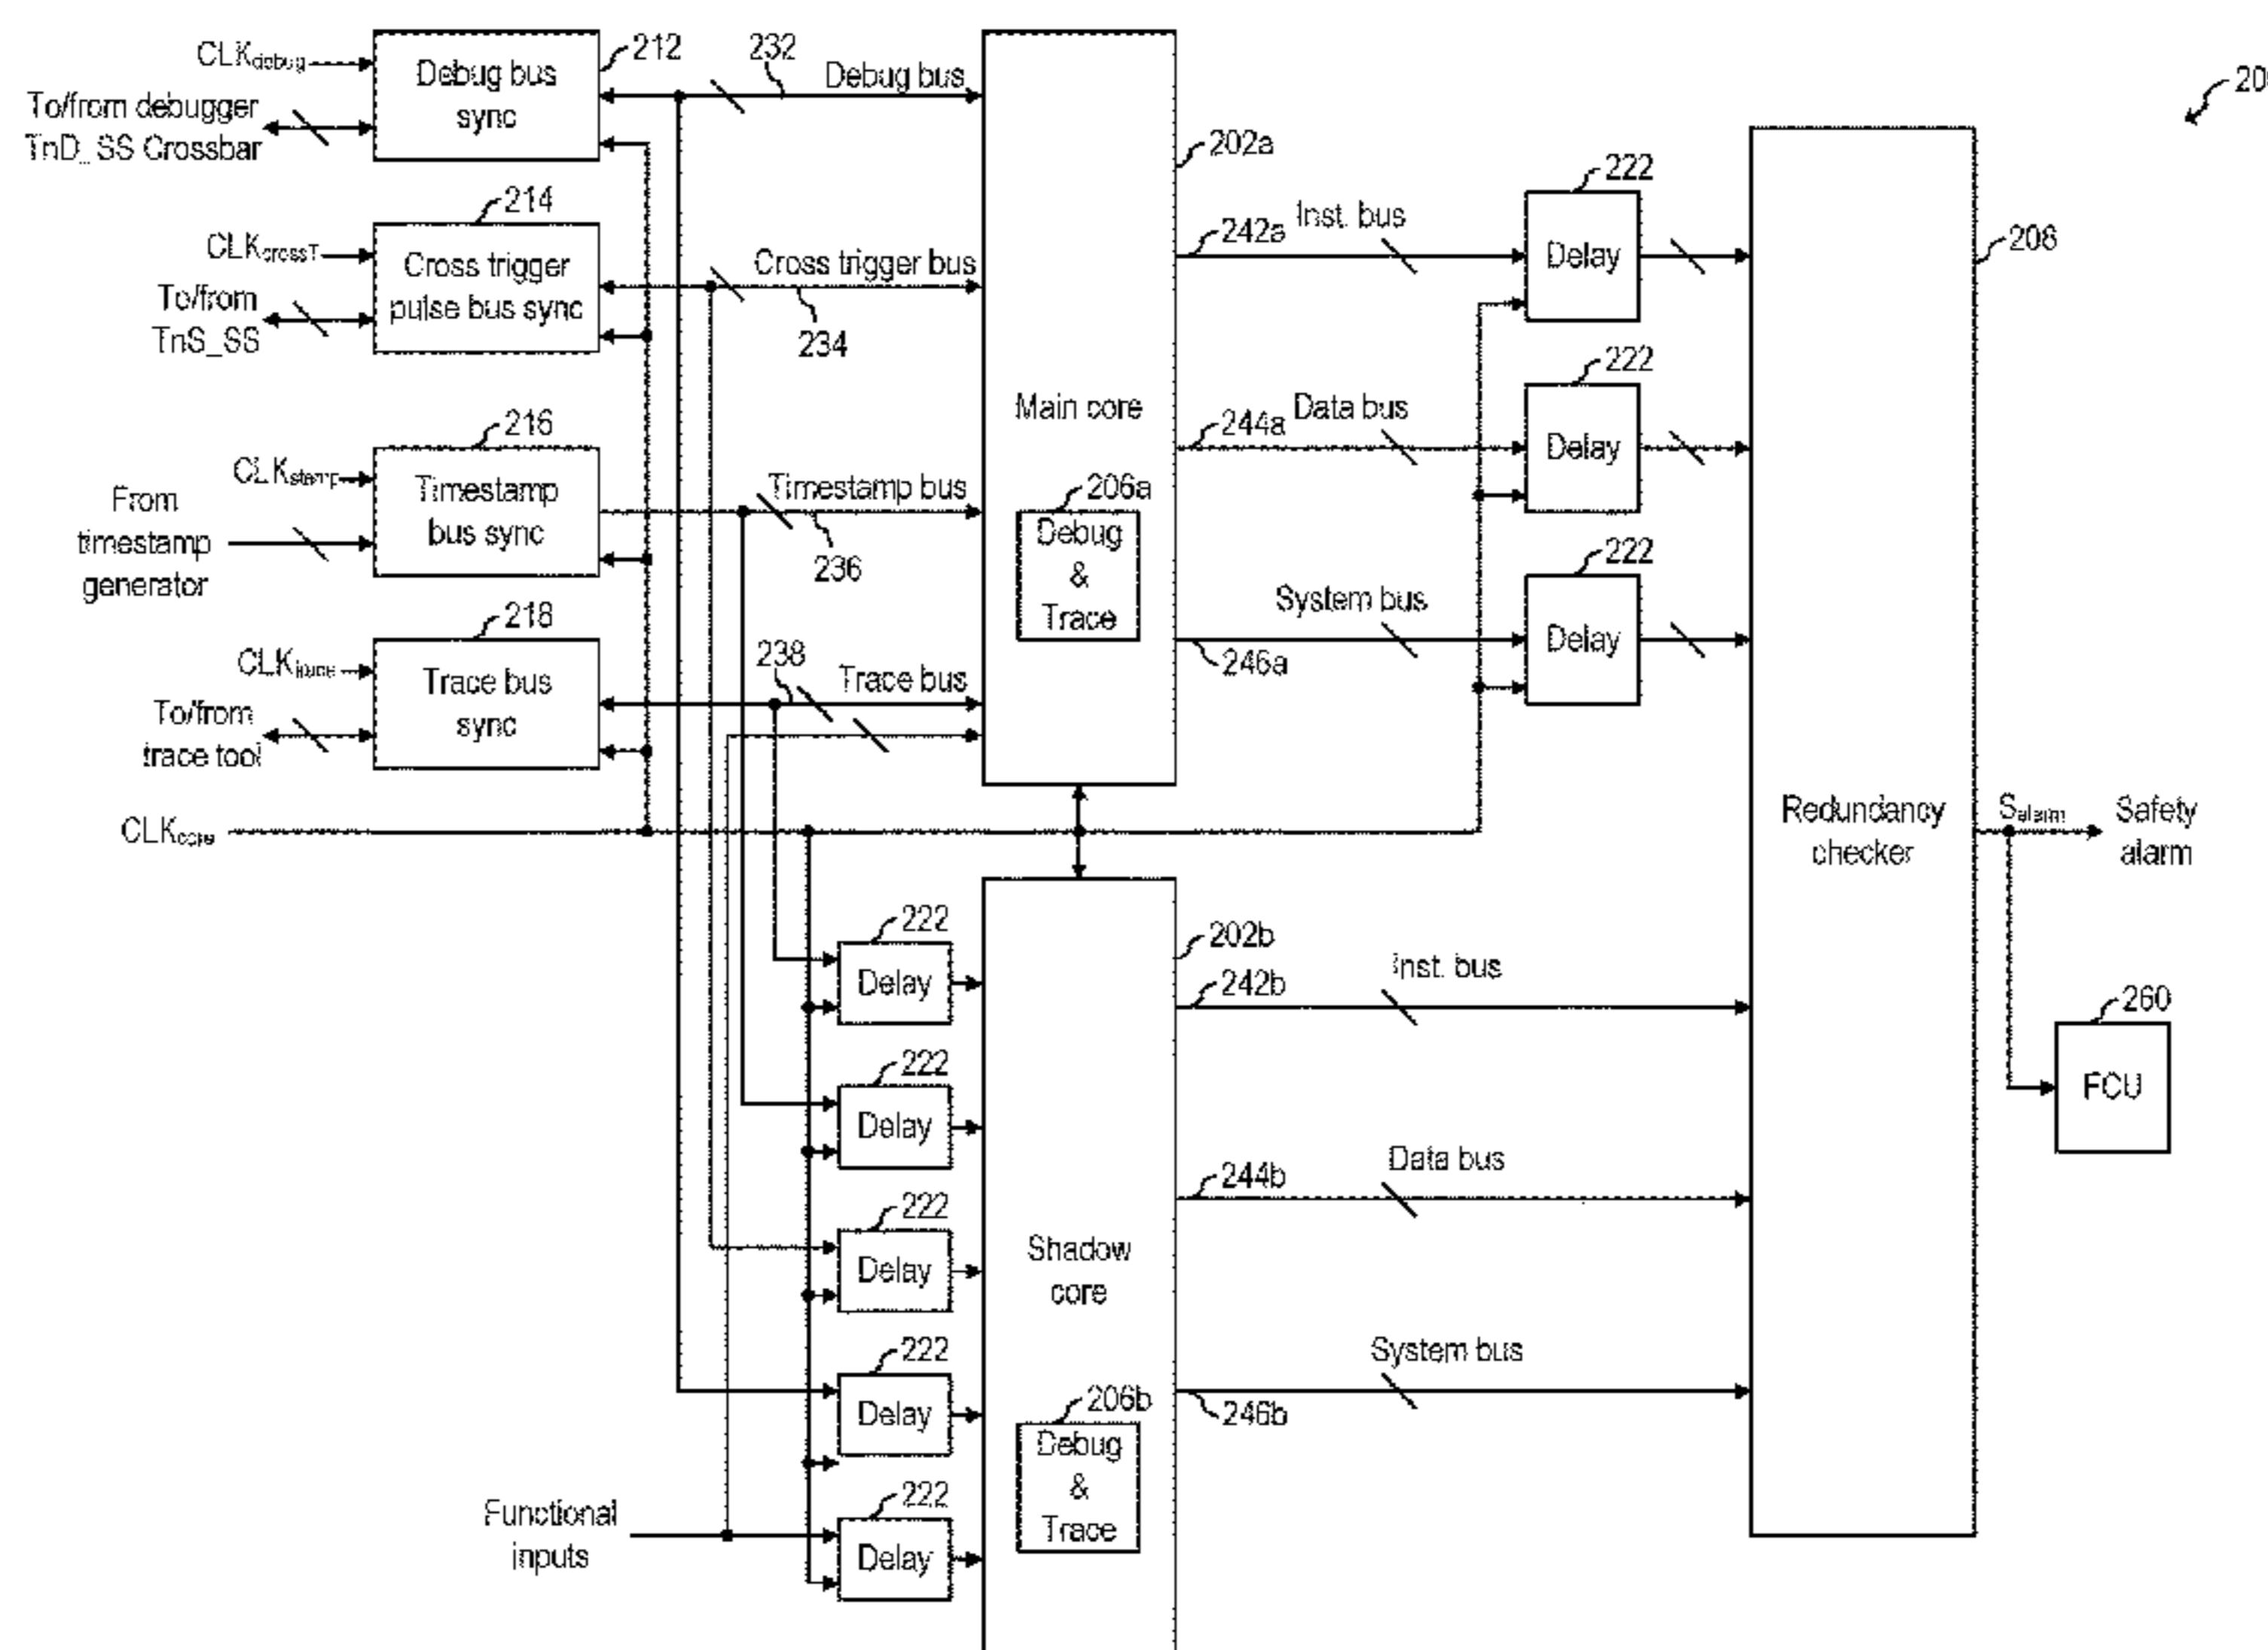 CLKdebug
Debug bus
sync
212
To/from debugger
TnD_SS Crossbar
232
Debug bus
202a
20
CLKcrossT
Cross trigger
pulse bus sync
214
To/from
TnS_SS
Cross trigger bus
234
Main core
242a
Inst. bus
222
Delay
208
CLKstamp
Timestamp
bus sync
216
From
timestamp
generator
Timestamp bus
236
206a
Debug
&
Trace
244a
Data bus
222
Delay
System bus
246a
222
Delay
CLKtrace
Trace bus
sync
218
To/from
trace tool
238
Trace bus
CLKcore
Redundancy
checker
Salarm
Safety
alarm
260
FCU
222
Delay
222
Delay
222
Delay
222
Delay
222
Delay
Functional
inputs
Shadow
core
202b
242b
Inst. bus
244b
Data bus
System bus
246b
206b
Debug
&
Trace